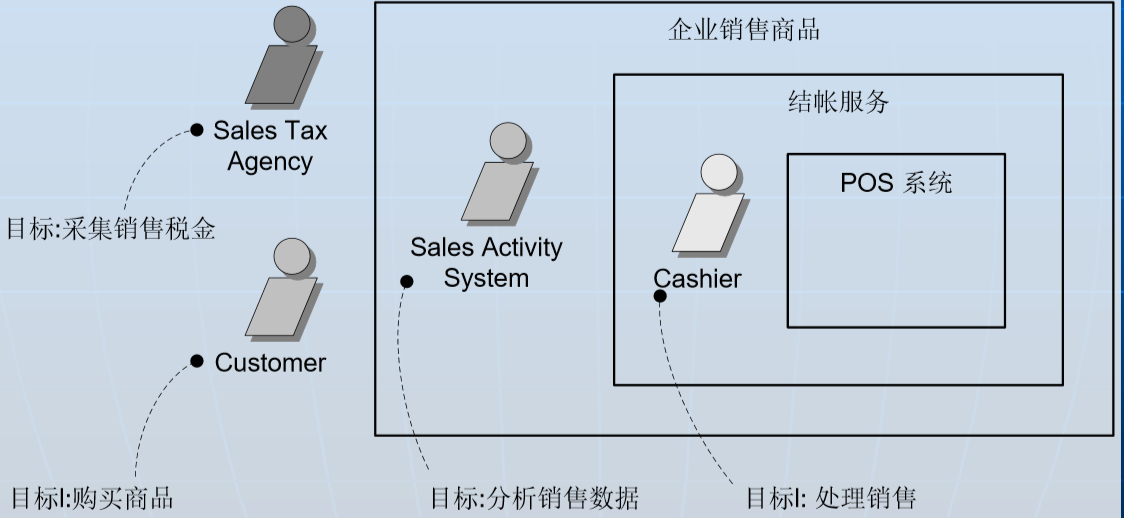 企业销售商品
结帐服务
POS 系统
Sales Tax
Agency
目标:采集销售税金
Sales Activity
System
Cashier
Customer
目标l:购买商品
目标:分析销售数据
目标l: 处理销售